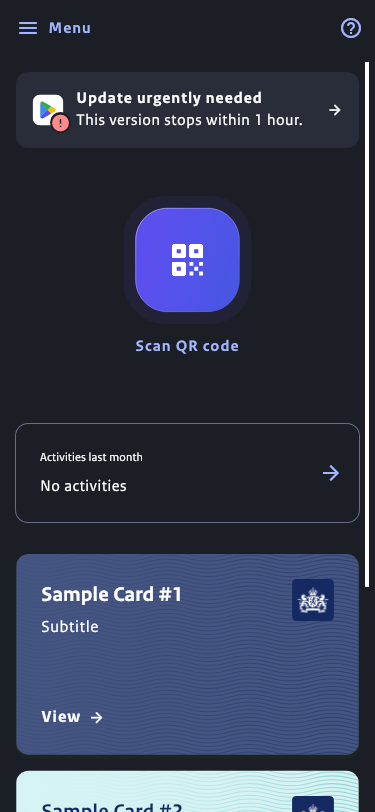 Menu
Update urgently needed
This version stops within 1 hour.
Scan QR code
Activities last month
No activities
Sample Card #1
Subtitle
View
Sample Card #2